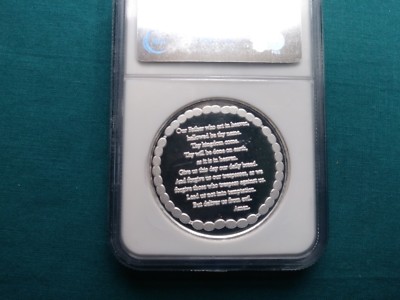 Our Father who art in heaven,
hallowed be thy name.
Thy kingdom come.
Thy will be done on earth,
as it is in heaven.
Give us this day our daily bread.
And forgive us our trespasses, as we
forgive those who trespass against us.
Lead us not into temptation.
But deliver us from evil.
Amen.